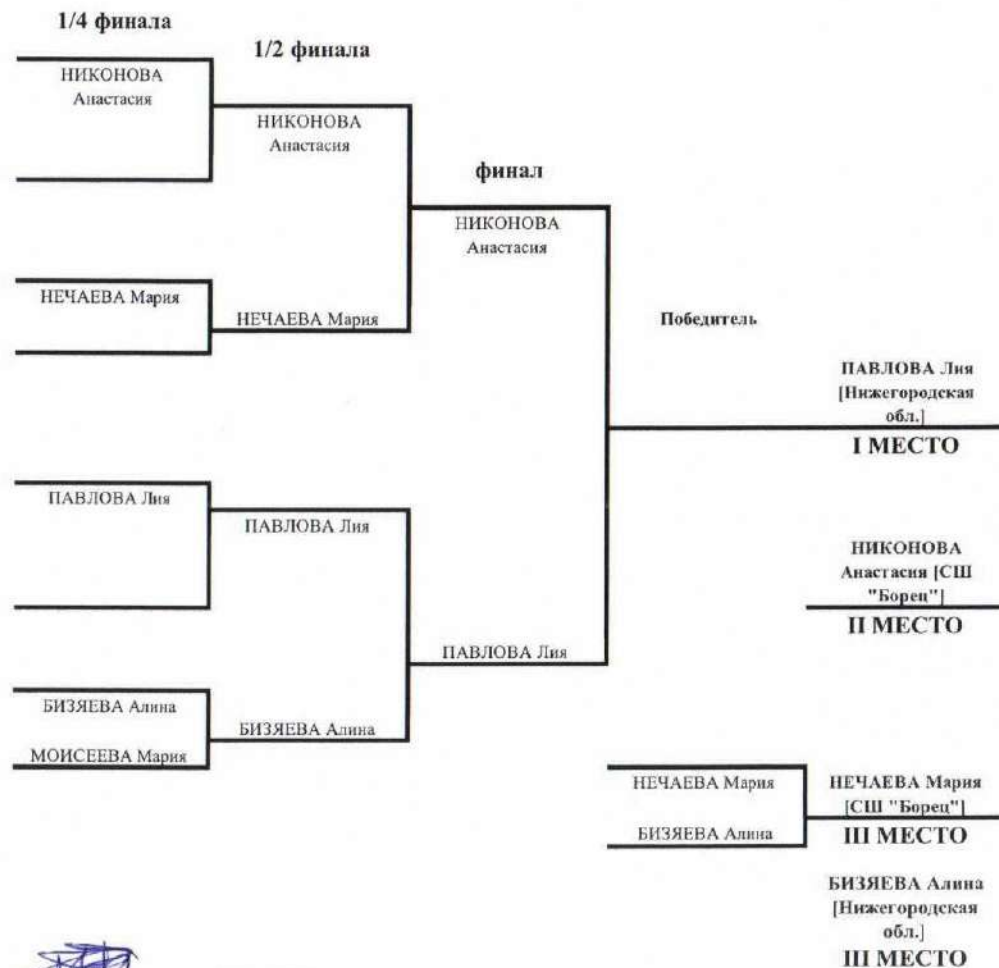 1/4 финала
1/2 финала
НИКОНОВА
Анастасия
НИКОНОВА
Анастасия
финал
НИКОНОВА
Анастасия
НЕЧАЕВА Мария
НЕЧАЕВА Мария
Победитель
ПАВЛОВА Лия
[Нижегородская
обл.]
I МЕСТО
ПАВЛОВА Лия
ПАВЛОВА Лия
НИКОНОВА
Анастасия [СШ
"Борец"]
II МЕСТО
ПАВЛОВА Лия
БИЗЯЕВА Алина
БИЗЯЕВА Алина
МОИСЕЕВА Мария
НЕЧАЕВА Мария
БИЗЯЕВА Алина
НЕЧАЕВА Мария
[СШ "Борец"]
III МЕСТО
БИЗЯЕВА Алина
[Нижегородская
обл.]
III МЕСТО